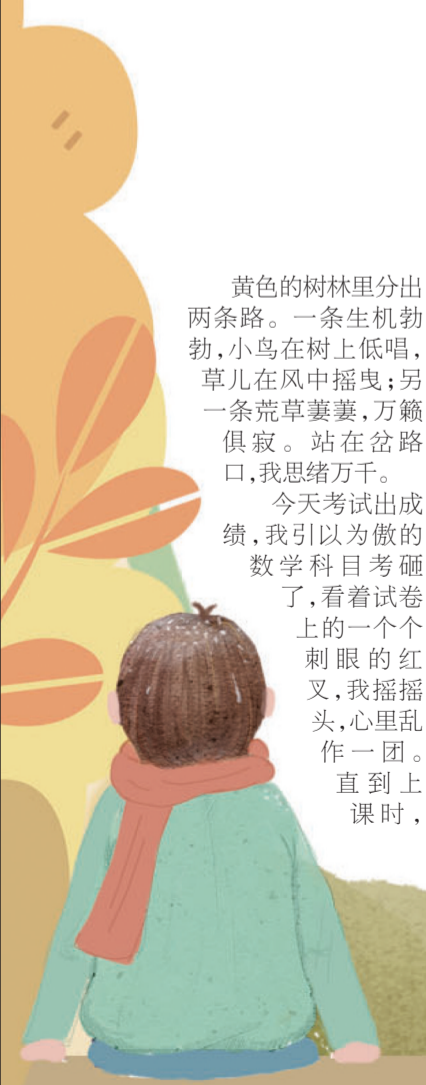 黄色的树林里分出
两条路。一条生机勃
勃,小鸟在树上低唱,
草儿在风中摇曳;另
一条荒草萋萋,万籁
俱寂。站在岔路
口,我思绪万千。
今天考试出成
绩,我引以为傲的
数学科目考砸
了,看着试卷
上的一个个
刺眼的红
叉,我摇摇
头,心里乱
作一团。
直到上
课时,